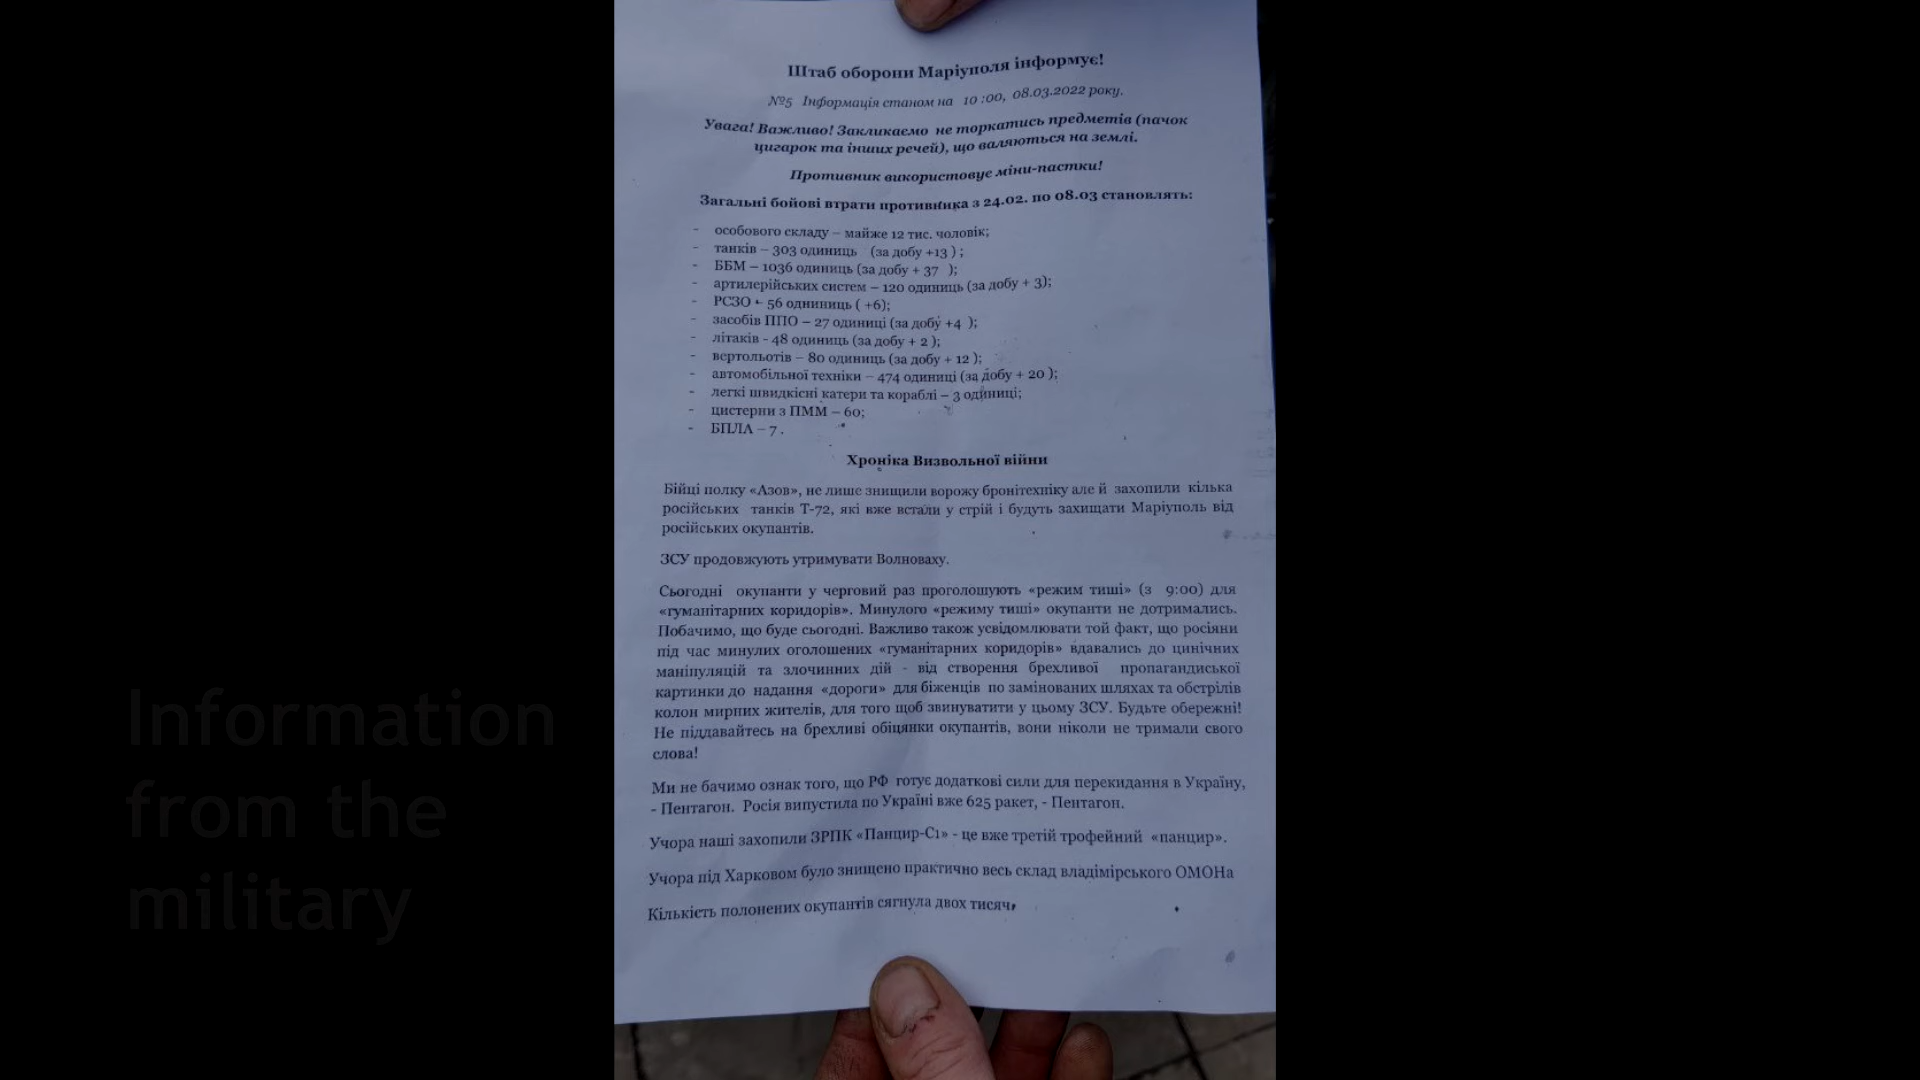 Штаб оборони Маріуполя інформує!
№5 Інформація станом на 10 :00, 08.03.2022 року.
Увага! Важливо! Закликаємо не торкатись предметів (пачок
цигарок та інших речей), що валяються на землі.
Противник використовує міни-пастки!
Загальні бойові втрати противника з 24.02. по 08.03 становлять:
- особового складу – майже 12 тис. чоловік;
- танків – 303 одиниць (за добу +13 ) ;
- ББМ – 1036 одиниць (за добу + 37 );
- артилерійських систем – 120 одиниць (за добу + 3);
- РСЗО - 56 одниниць ( +6);
- засобів ППО – 27 одиниці (за добу +4 );
- літаків - 48 одиниць (за добу + 2 );
- вертольотів – 80 одиниць (за добу + 12 );
- автомобільної техніки – 474 одиниці (за добу + 20 );
- легкі швидкісні катери та кораблі – 3 одиниці;
- цистерни з ПММ – 60;
- БПЛА – 7 .
Хроніка Визвольної війни
Бійці полку «Азов», не лише знищили ворожу бронітехніку але й захопили кілька
російських танків Т-72, які вже встали у стрій і будуть захищати Маріуполь від
російських окупантів.
ЗСУ продовжують утримувати Волноваху.
Сьогодні окупанти у черговий раз проголошують «режим тиші» (з 9:00) для
«гуманітарних коридорів». Минулого «режиму тиші» окупанти не дотримались.
Побачимо, що буде сьогодні. Важливо також усвідомлювати той факт, що росіяни
під час минулих оголошених «гуманітарних коридорів» вдавались до цинічних
маніпуляцій та злочинних дій - від створення брехливої пропагандиської
картинки до надання «дороги» для біженців по замінованих шляхах та обстрілів
колон мирних жителів, для того щоб звинуватити у цьому ЗСУ. Будьте обережні!
Не піддавайтесь на брехливі обіцянки окупантів, вони ніколи не тримали свого
слова!
Ми не бачимо ознак того, що РФ готує додаткові сили для перекидання в Україну,
- Пентагон. Росія випустила по Україні вже 625 ракет, - Пентагон.
Учора наші захопили ЗРПК «Панцир-С1» - це вже третій трофейний «панцир».
Учора під Харковом було знищено практично весь склад владімірського ОМОНа
Кількість полонених окупантів сягнула двох тисяч,
Information
from the
military